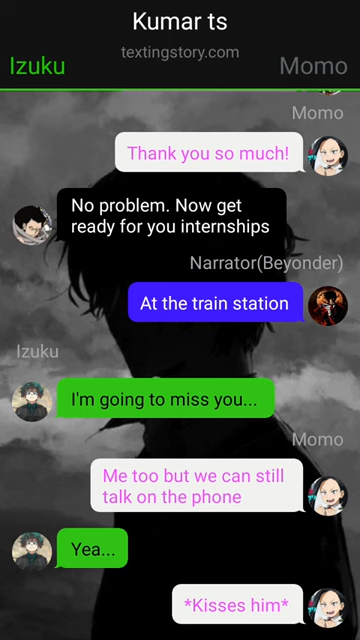 Kumar ts
textingstory.com
Izuku
Momo
Momo
Thank you so much!
No problem. Now get
ready for you internships
Narrator(Beyonder)
At the train station
Izuku
I'm going to miss you...
Momo
Me too but we can still
talk on the phone
Yea...
*Kisses him*